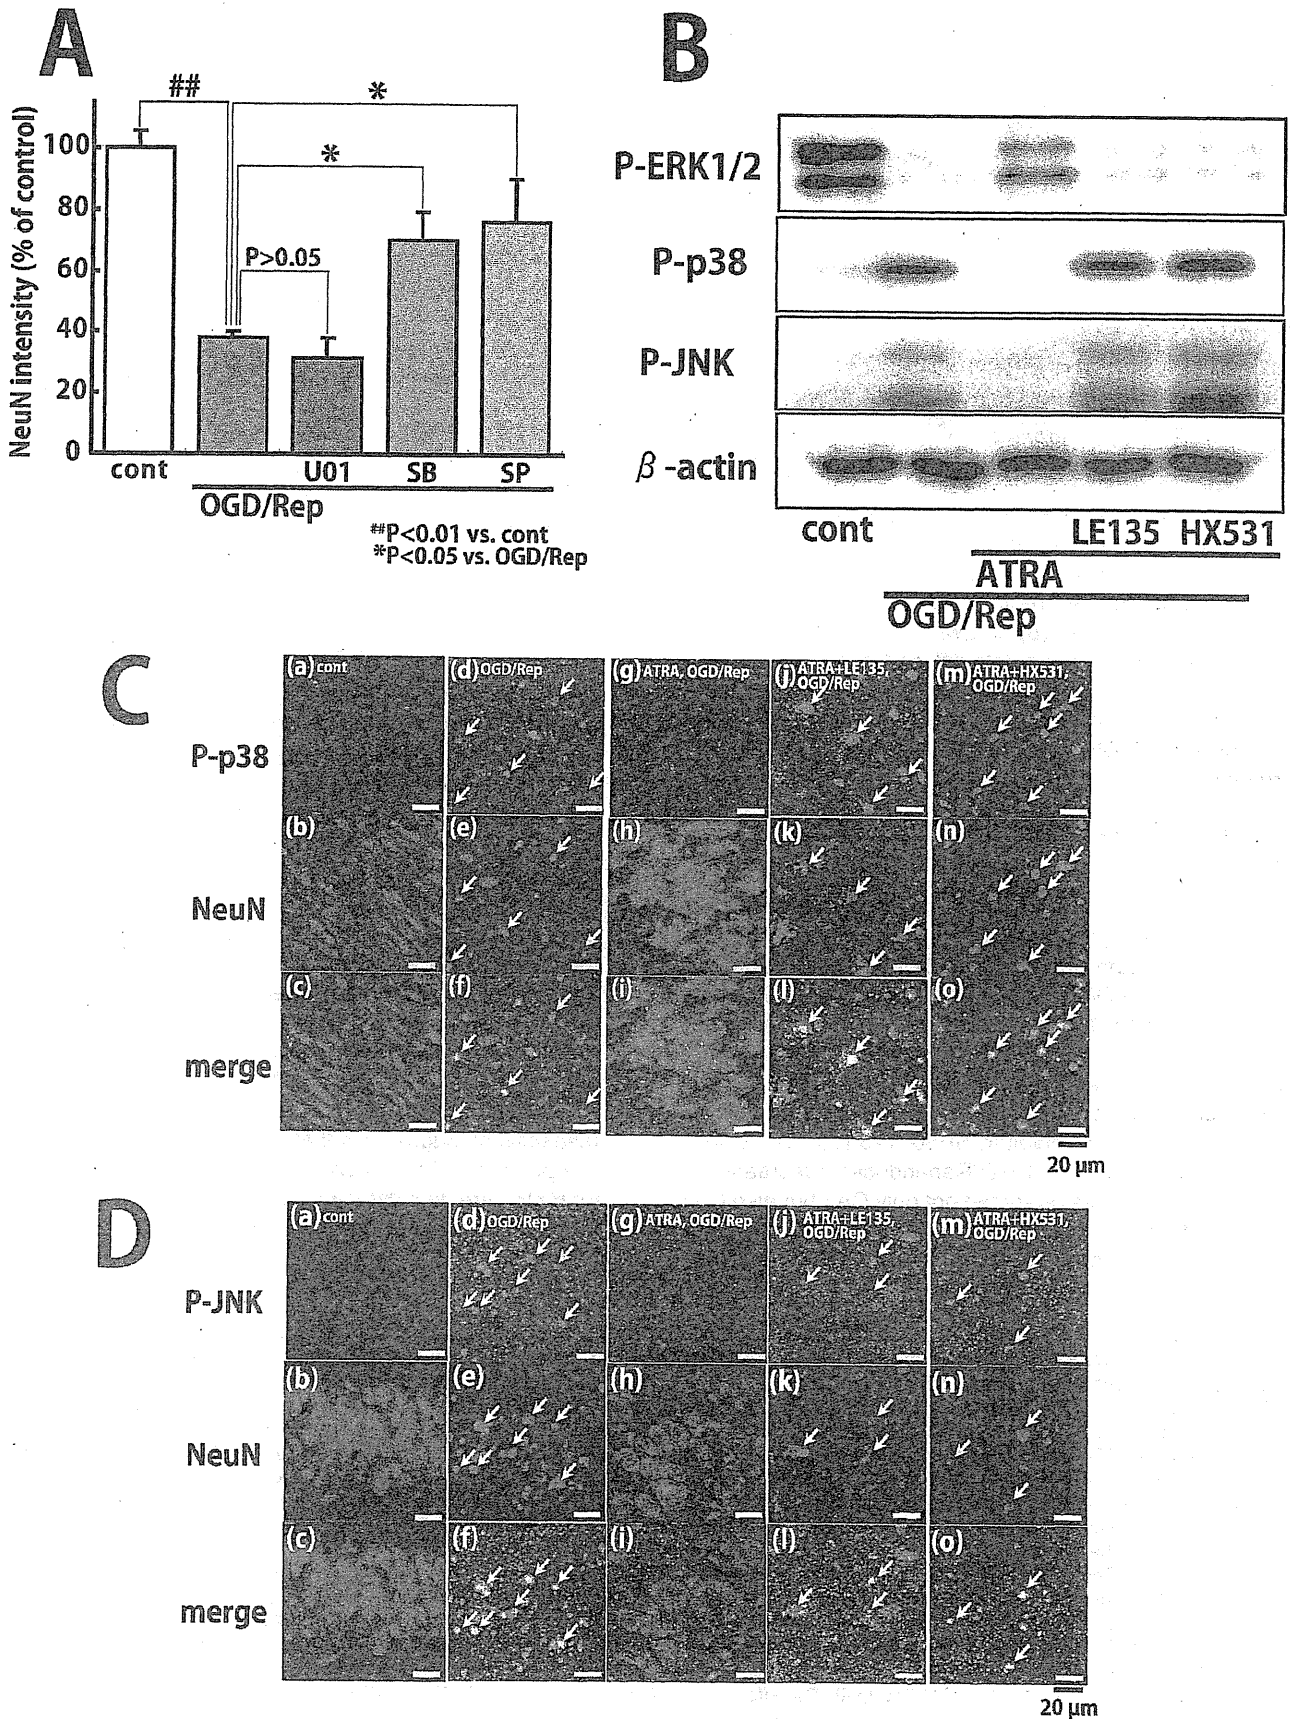 A
NeuN intensity (% of control)
100
80
60
40
20
0
##
*
*
P>0.05
cont
U01
SB
SP
OGD/Rep
##P<0.01 vs. cont
*P<0.05 vs. OGD/Rep
B
P-ERK1/2
P-p38
P-JNK
β-actin
cont
LE135 HX531
ATRA
OGD/Rep
C
P-p38
(a) cont
(d) OGD/Rep
(g) ATRA, OGD/Rep
(j) ATRA+LE135,
OGD/Rep
(m) ATRA+HX531,
OGD/Rep
NeuN
(b)
(e)
(h)
(k)
(n)
merge
(c)
(f)
(i)
(l)
(o)
20 μm
D
P-JNK
(a) cont
(d) OGD/Rep
(g) ATRA, OGD/Rep
(j) ATRA+LE135,
OGD/Rep
(m) ATRA+HX531,
OGD/Rep
NeuN
(b)
(e)
(h)
(k)
(n)
merge
(c)
(f)
(i)
(l)
(o)
20 μm